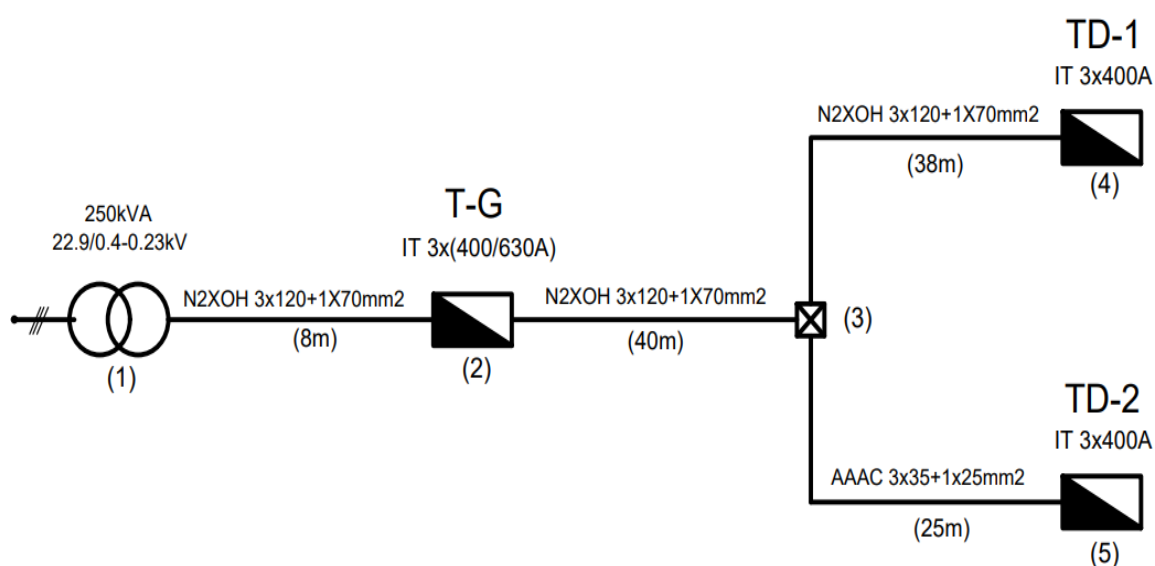 250kVA
22.9/0.4-0.23kV
(1)
N2XOH 3x120+1X70mm2
(8m)
T-G
IT 3x(400/630A)
(2)
N2XOH 3x120+1X70mm2
(40m)
(3)
TD-1
IT 3x400A
N2XOH 3x120+1X70mm2
(38m)
(4)
TD-2
IT 3x400A
AAAC 3x35+1x25mm2
(25m)
(5)